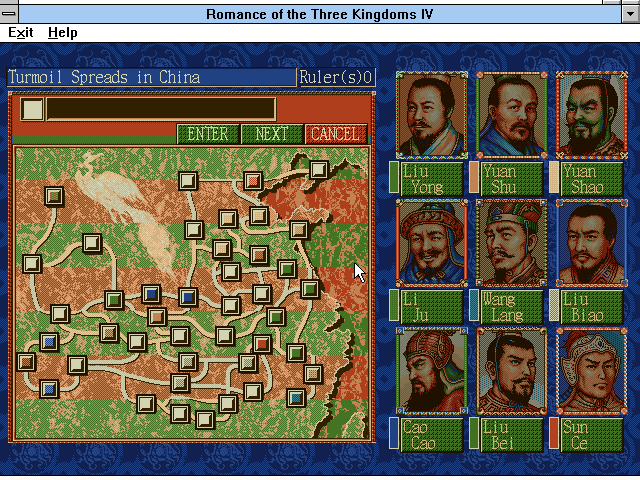 Romance of the Three Kingdoms IV
Exit Help
Turmoil Spreads in China
Ruler(s)0
ENTER NEXT CANCEL
Liu Yong
Yuan Shu
Yuan Shao
Li Ju
Wang Lang
Liu Biao
Cao Cao
Liu Bei
Sun Ce